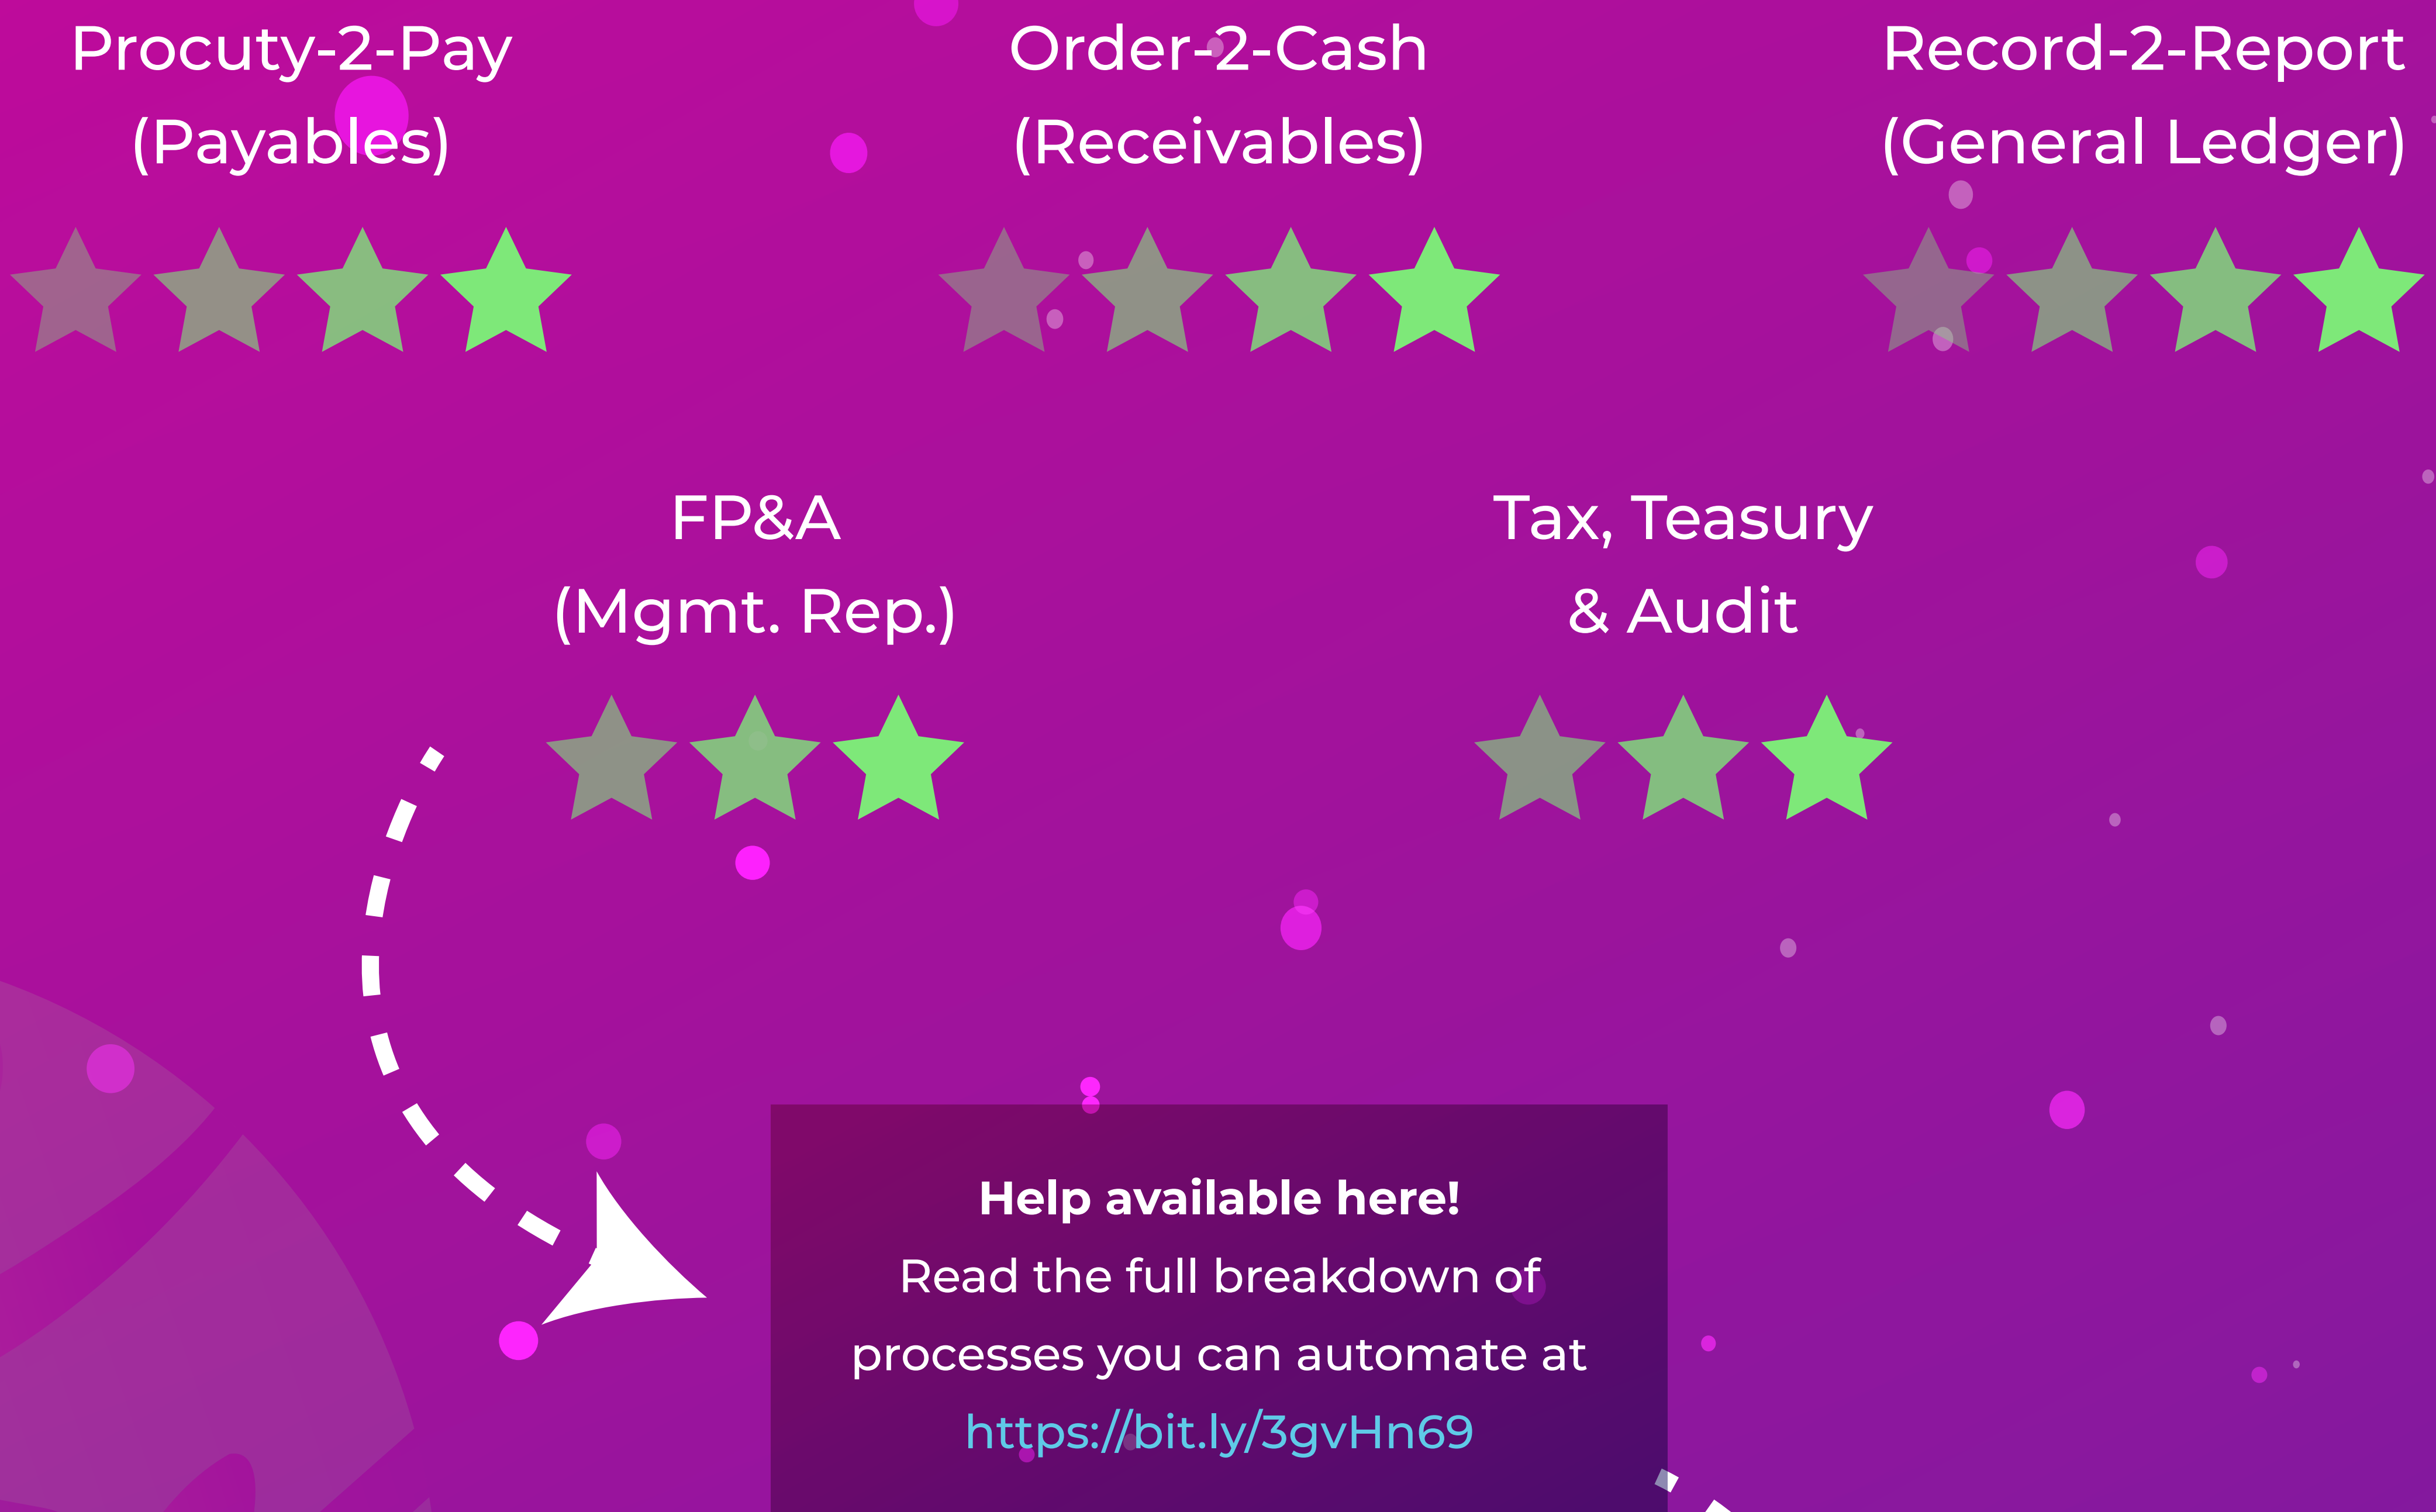 Procuty-2-Pay
(Payables)
Order-2-Cash
(Receivables)
Record-2-Report
(General Ledger)
FP&A
(Mgmt. Rep.)
Tax, Teasury
& Audit
Help available here!
Read the full breakdown of
processes you can automate at
https://bit.ly/3gvHn69